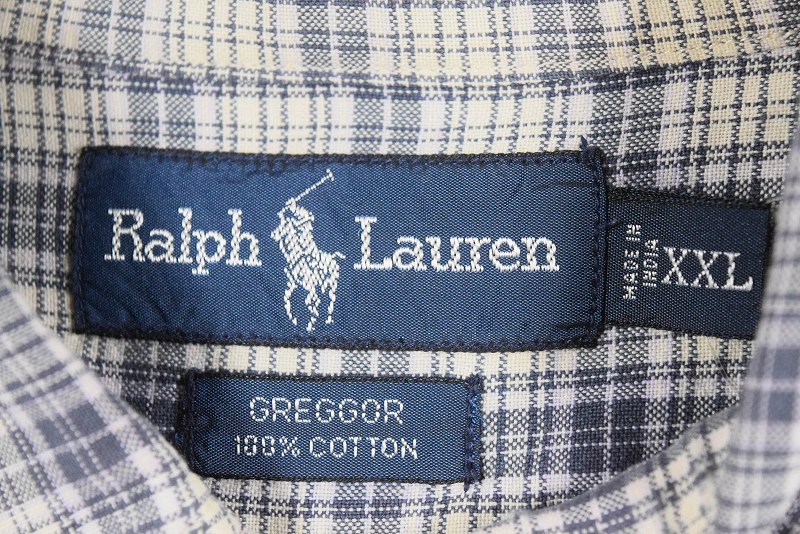 Ralph Lauren
MADE IN
INDIA
XXL
GREGGOR
100% COTTON